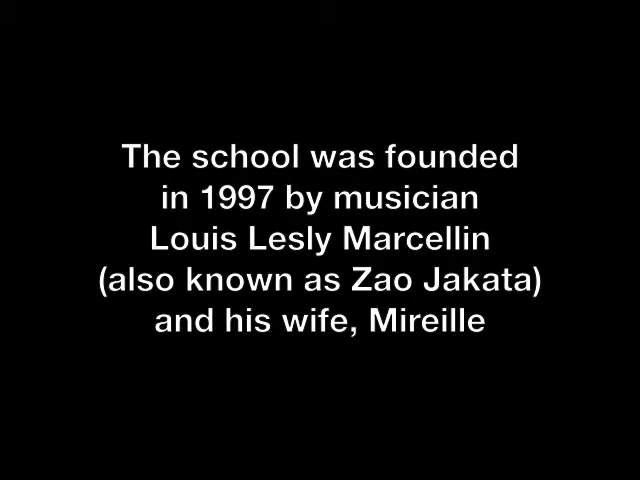 The school was founded
in 1997 by musician
Louis Lesly Marcellin
(also known as Zao Jakata)
and his wife, Mireille